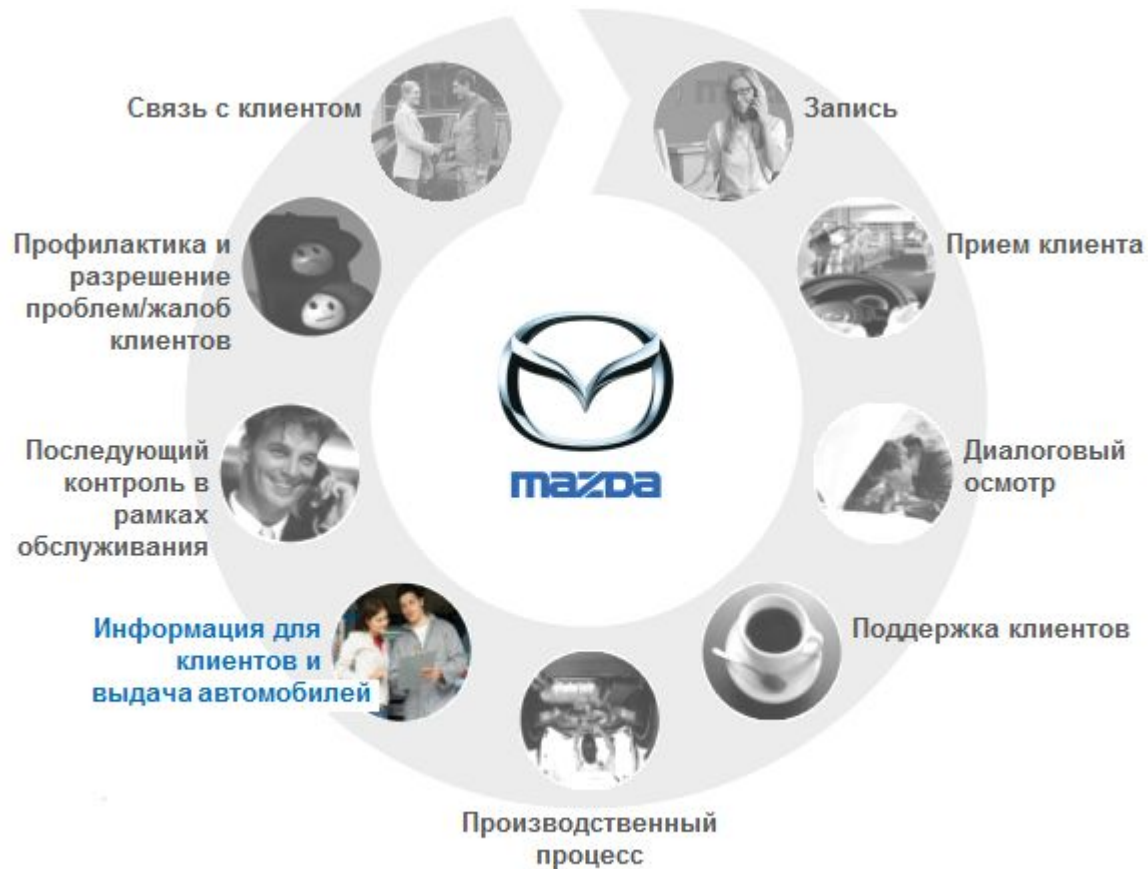 Связь с клиентом
Запись
Прием клиента
Профилактика и
разрешение
проблем/жалоб
клиентов
Диалоговый
осмотр
Последующий
контроль в
рамках
обслуживания
mazda
Поддержка клиентов
Информация для
клиентов и
выдача автомобилей
Производственный
процесс